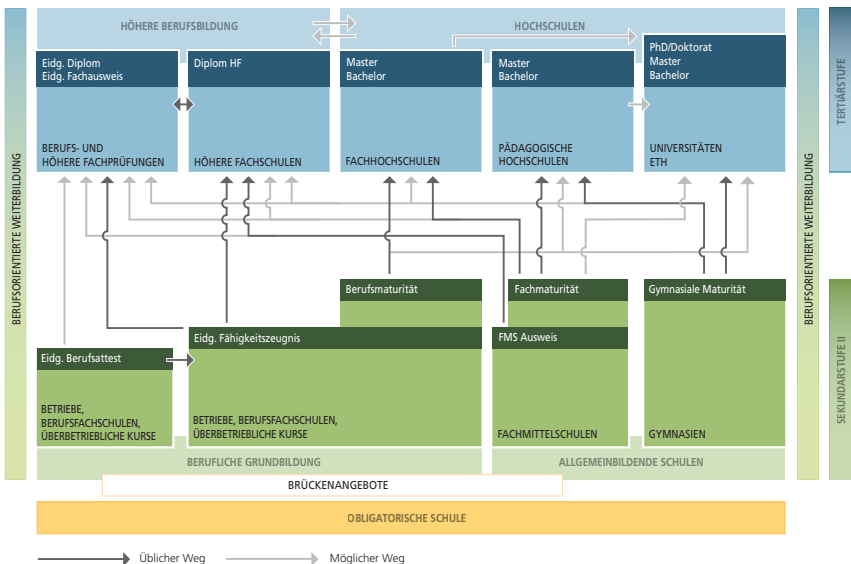 HÖHERE BERUFSBILDUNG
HOCHSCHULEN
Eidg. Diplom
Eidg. Fachausweis
Diplom HF
Master
Bachelor
Master
Bachelor
PhD/Doktorat
Master
Bachelor
BERUFS- UND
HÖHERE FACHPRÜFUNGEN
HÖHERE FACHSCHULEN
FACHHOCHSCHULEN
PÄDAGOGISCHE
HOCHSCHULEN
UNIVERSITÄTEN
ETH
BERUFSORIENTIERTE WEITERBILDUNG
BERUFSORIENTIERTE WEITERBILDUNG
TERTIÄRSTUFE
SEKUNDARSTUFE II
Berufsmaturität
Fachmaturität
Gymnasiale Maturität
Eidg. Fähigkeitszeugnis
FMS Ausweis
Eidg. Berufsattest
BETRIEBE,
BERUFSFACHSCHULEN,
ÜBERBETRIEBLICHE KURSE
BETRIEBE, BERUFSFACHSCHULEN,
ÜBERBETRIEBLICHE KURSE
FACHMITTELSCHULEN
GYMNASIEN
BERUFLICHE GRUNDBILDUNG
ALLGEMEINBILDENDE SCHULEN
BRÜCKENANGEBOTE
OBLIGATORISCHE SCHULE
Üblicher Weg
Möglicher Weg